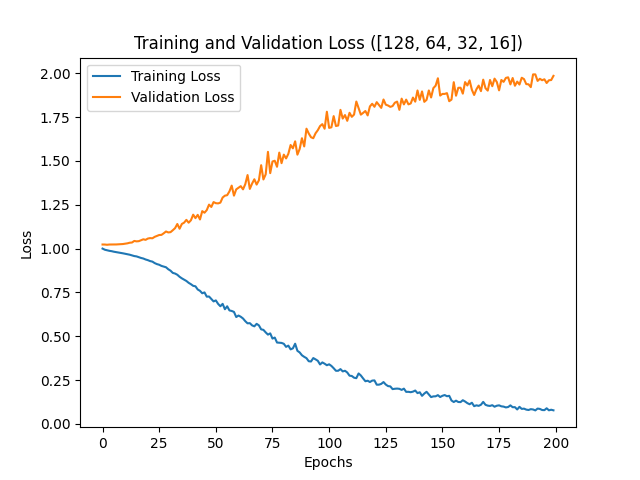 Training and Validation Loss ([128, 64, 32, 16])
Training Loss
Validation Loss
2.00
1.75
1.50
1.25
1.00
0.75
0.50
0.25
0.00
Loss
0 25 50 75 100 125 150 175 200
Epochs